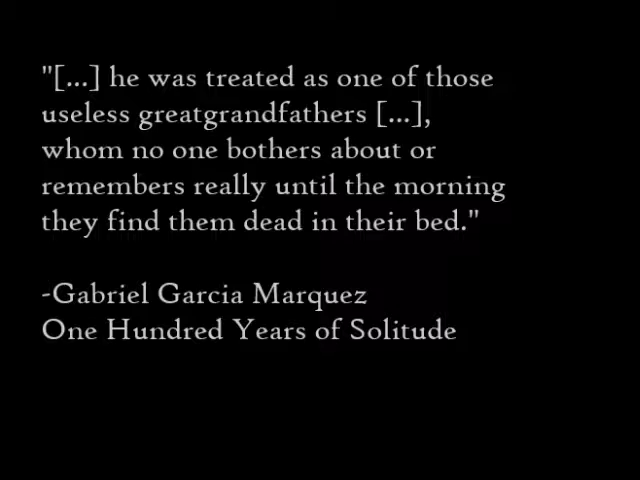 "[...] he was treated as one of those
useless greatgrandfathers [...],
whom no one bothers about or
remembers really until the morning
they find them dead in their bed."
-Gabriel Garcia Marquez
One Hundred Years of Solitude